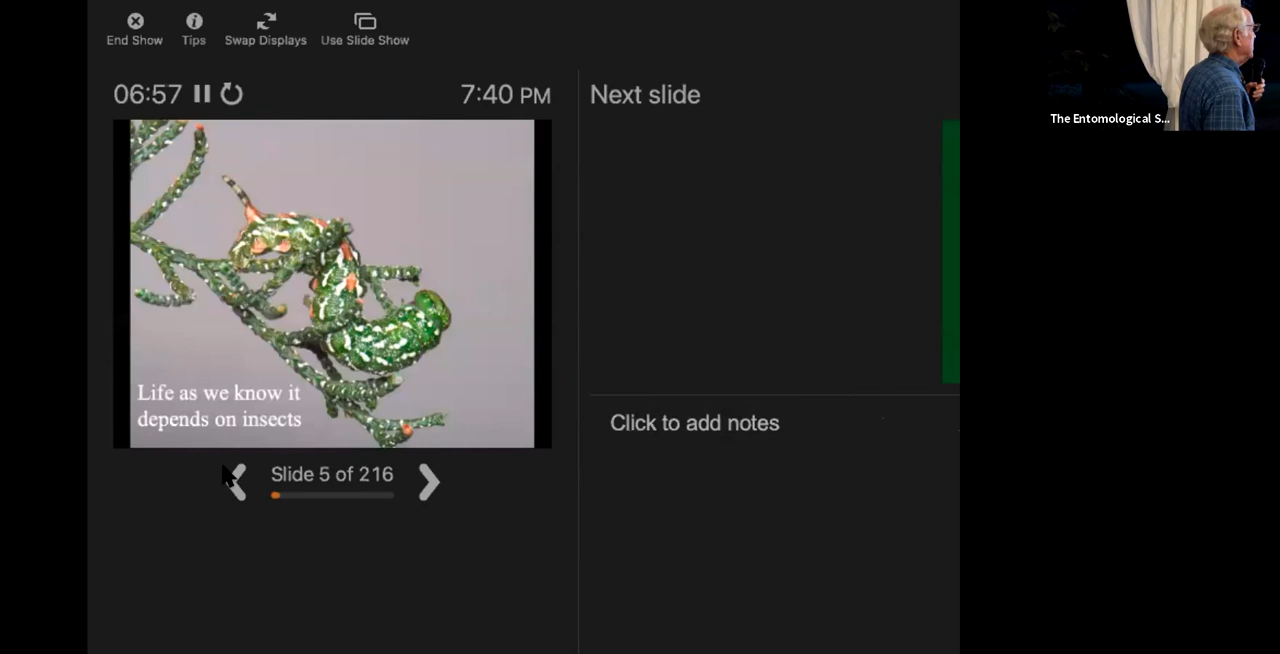 End Show
Tips
Swap Displays
Use Slide Show
06:57
7:40 PM
Next slide
Life as we know it
depends on insects
Click to add notes
Slide 5 of 216
The Entomological S...